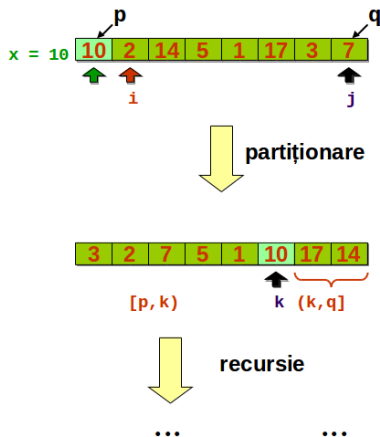 p q
x = 10 10 2 14 5 1 17 3 7
i j
partiționare
3 2 7 5 1 10 17 14
[p,k) k (k,q]
recursie
... ...